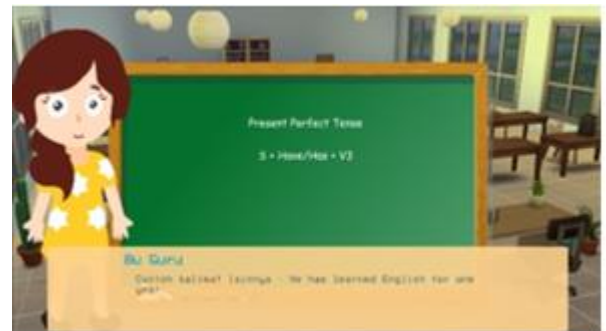 Present Perfect Tense
S + Have/Has + V3
Bu Guru
Contoh kalimat lainnya : He has learned English for one
year